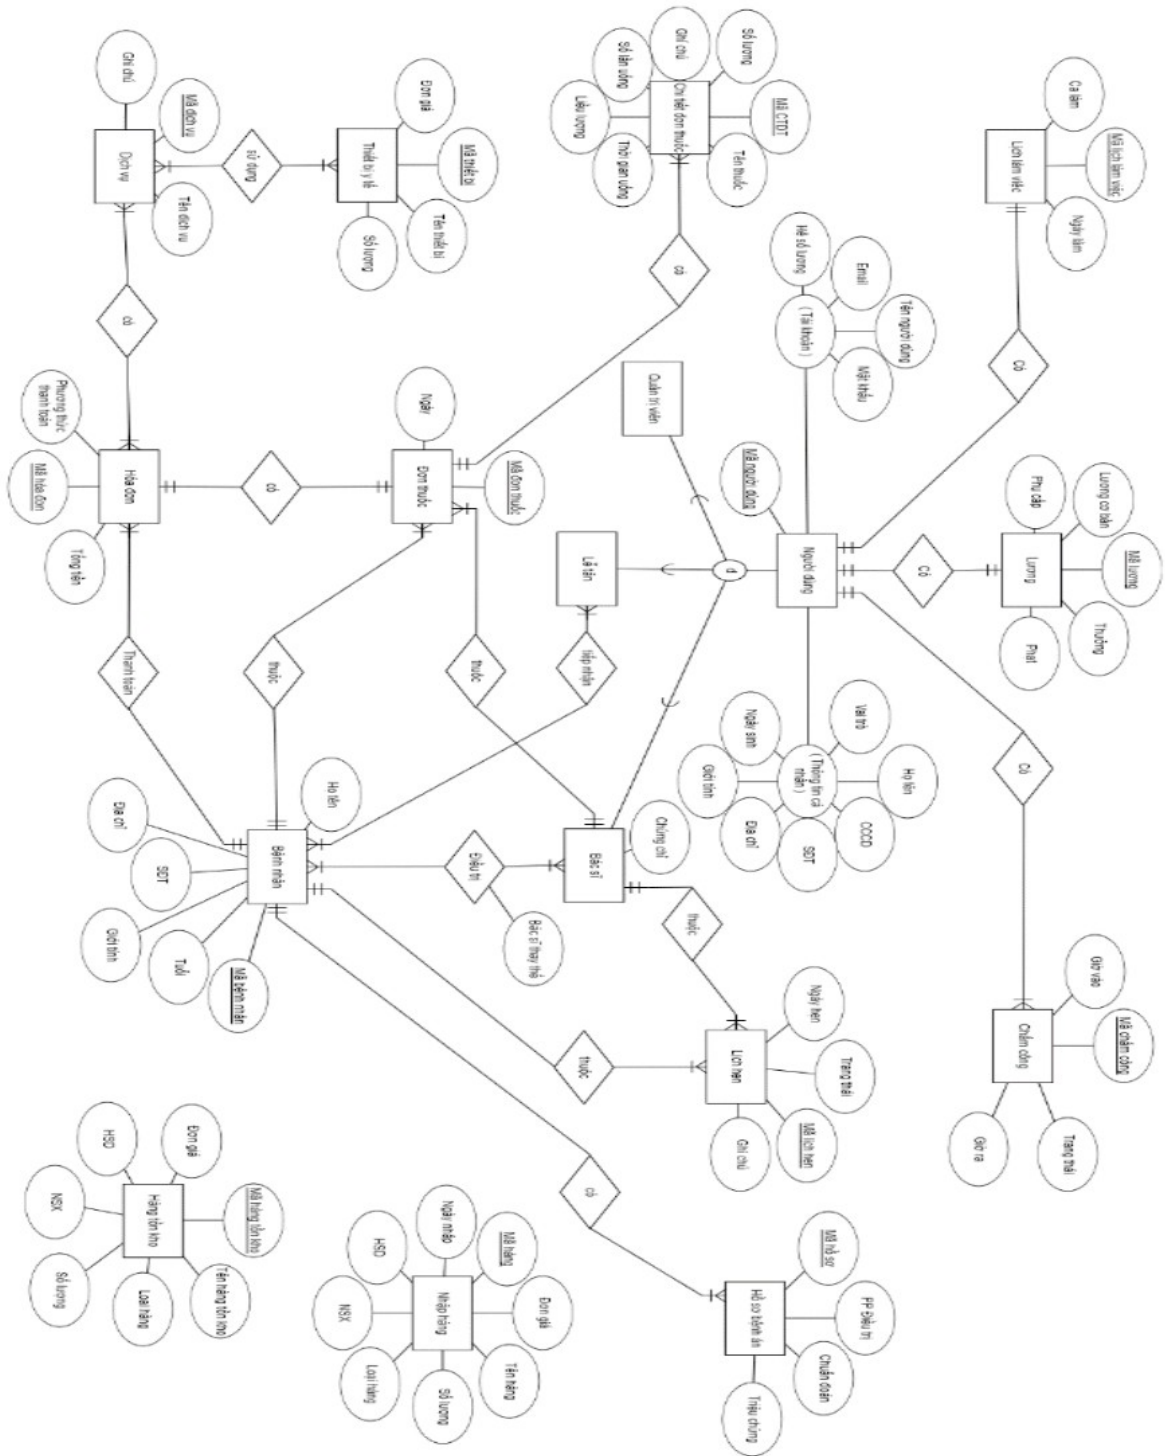 Ca làm
Mã lịch làm việc
Ngày làm
Lịch làm việc
Có
Lương cơ bản
Mã lương
Thưởng
Phụ cấp
Lương
Phạt
Có
Có
Giờ vào
Mã chấm công
Chấm công
Giờ ra
Trạng thái
Hệ số lương
Email
Tên người dùng
( Tài khoản )
Mật khẩu
Mã người dùng
Người dùng
Vai trò
Họ tên
Ngày sinh
( Thông tin cá
nhân )
CCCD
Giới tính
Địa chỉ
SDT
Ghi chú
Số lượng
Số lần uống
Chi tiết đơn thuốc
Mã CTDT
Liều lượng
Thời gian uống
Tên thuốc
có
Quản trị viên
d
Lễ tân
tiếp nhận
Chứng chỉ
Bác sĩ
thuộc
Ngày hẹn
Trạng thái
Lịch hẹn
Mã lịch hẹn
Ghi chú
Mã hồ sơ
PP Điều trị
Hồ sơ bệnh án
Chuẩn đoán
Triệu chứng
Đơn giá
Mã thiết bị
Thiết bị y tế
Tên thiết bị
Số lượng
sử dụng
Ghi chú
Mã dịch vụ
Dịch vụ
Tên dịch vụ
có
Ngày
Mã đơn thuốc
Đơn thuốc
có
thuộc
thuộc
Phương thức
thanh toán
Hóa đơn
Mã hóa đơn
Tổng tiền
Thanh toán
Họ tên
Địa chỉ
Bệnh nhân
SDT
Giới tính
Tuổi
Mã bệnh nhân
Điều trị
Bác sĩ thay thế
thuộc
có
Ngày nhập
Mã hàng
HSD
Nhập hàng
Đơn giá
NSX
Loại hàng
Số lượng
Tên hàng
HSD
Đơn giá
Hàng tồn kho
Mã hàng tồn kho
NSX
Số lượng
Loại hàng
Tên hàng tồn kho